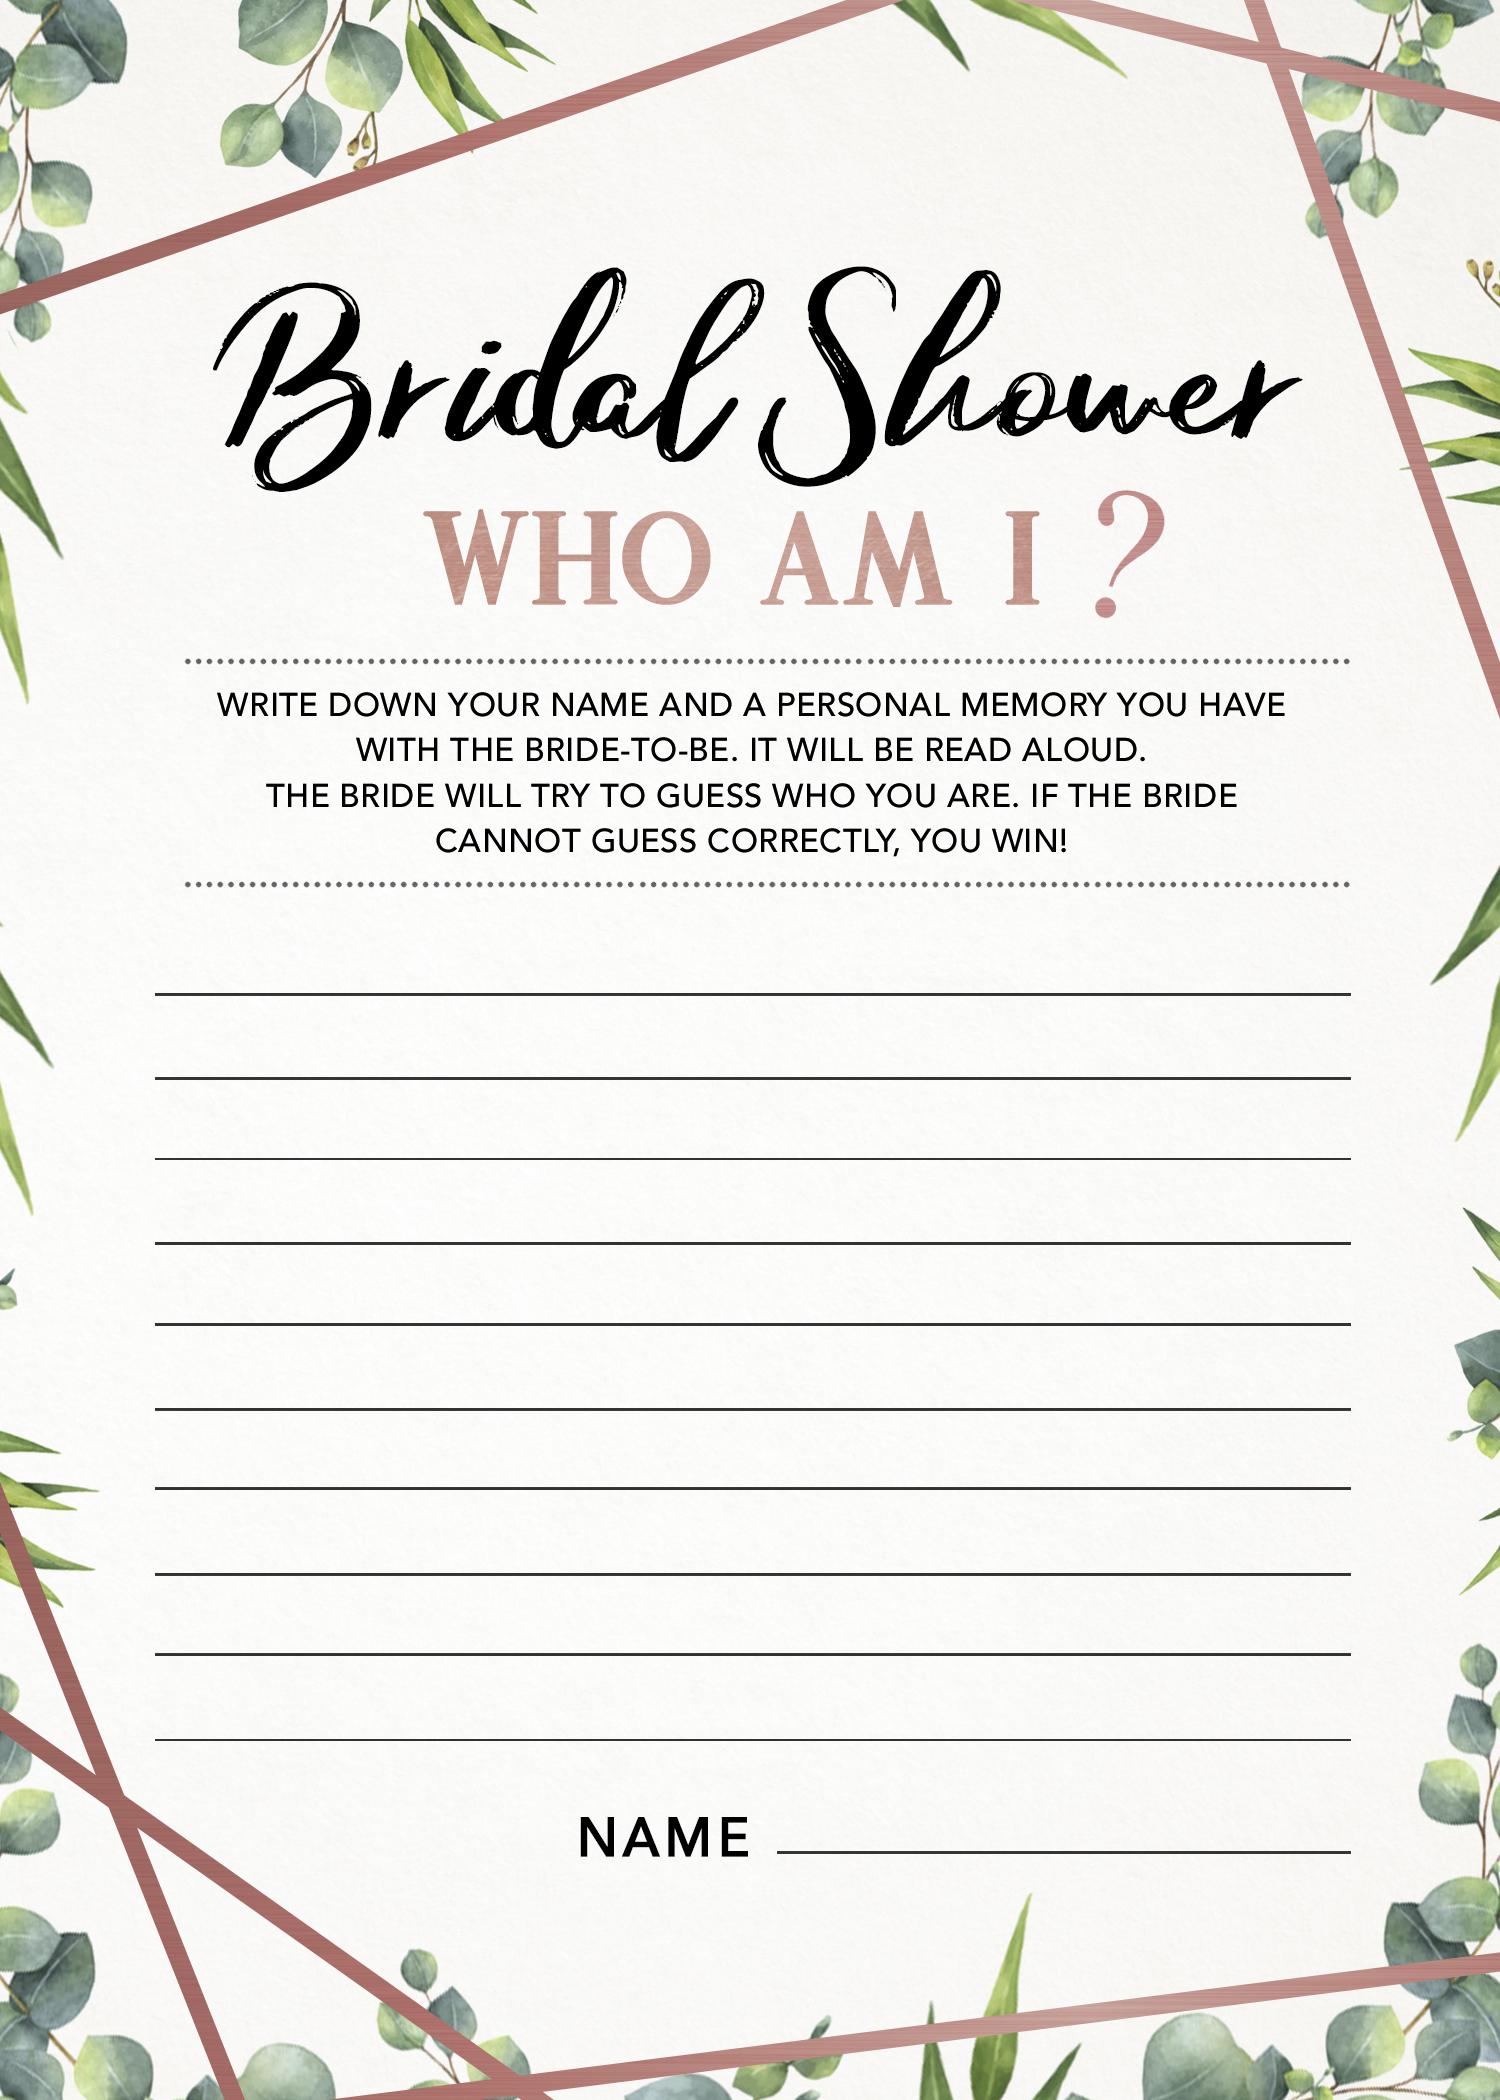 Bridal Shower
WHO AM I ?
WRITE DOWN YOUR NAME AND A PERSONAL MEMORY YOU HAVE
WITH THE BRIDE-TO-BE. IT WILL BE READ ALOUD.
THE BRIDE WILL TRY TO GUESS WHO YOU ARE. IF THE BRIDE
CANNOT GUESS CORRECTLY, YOU WIN!
NAME